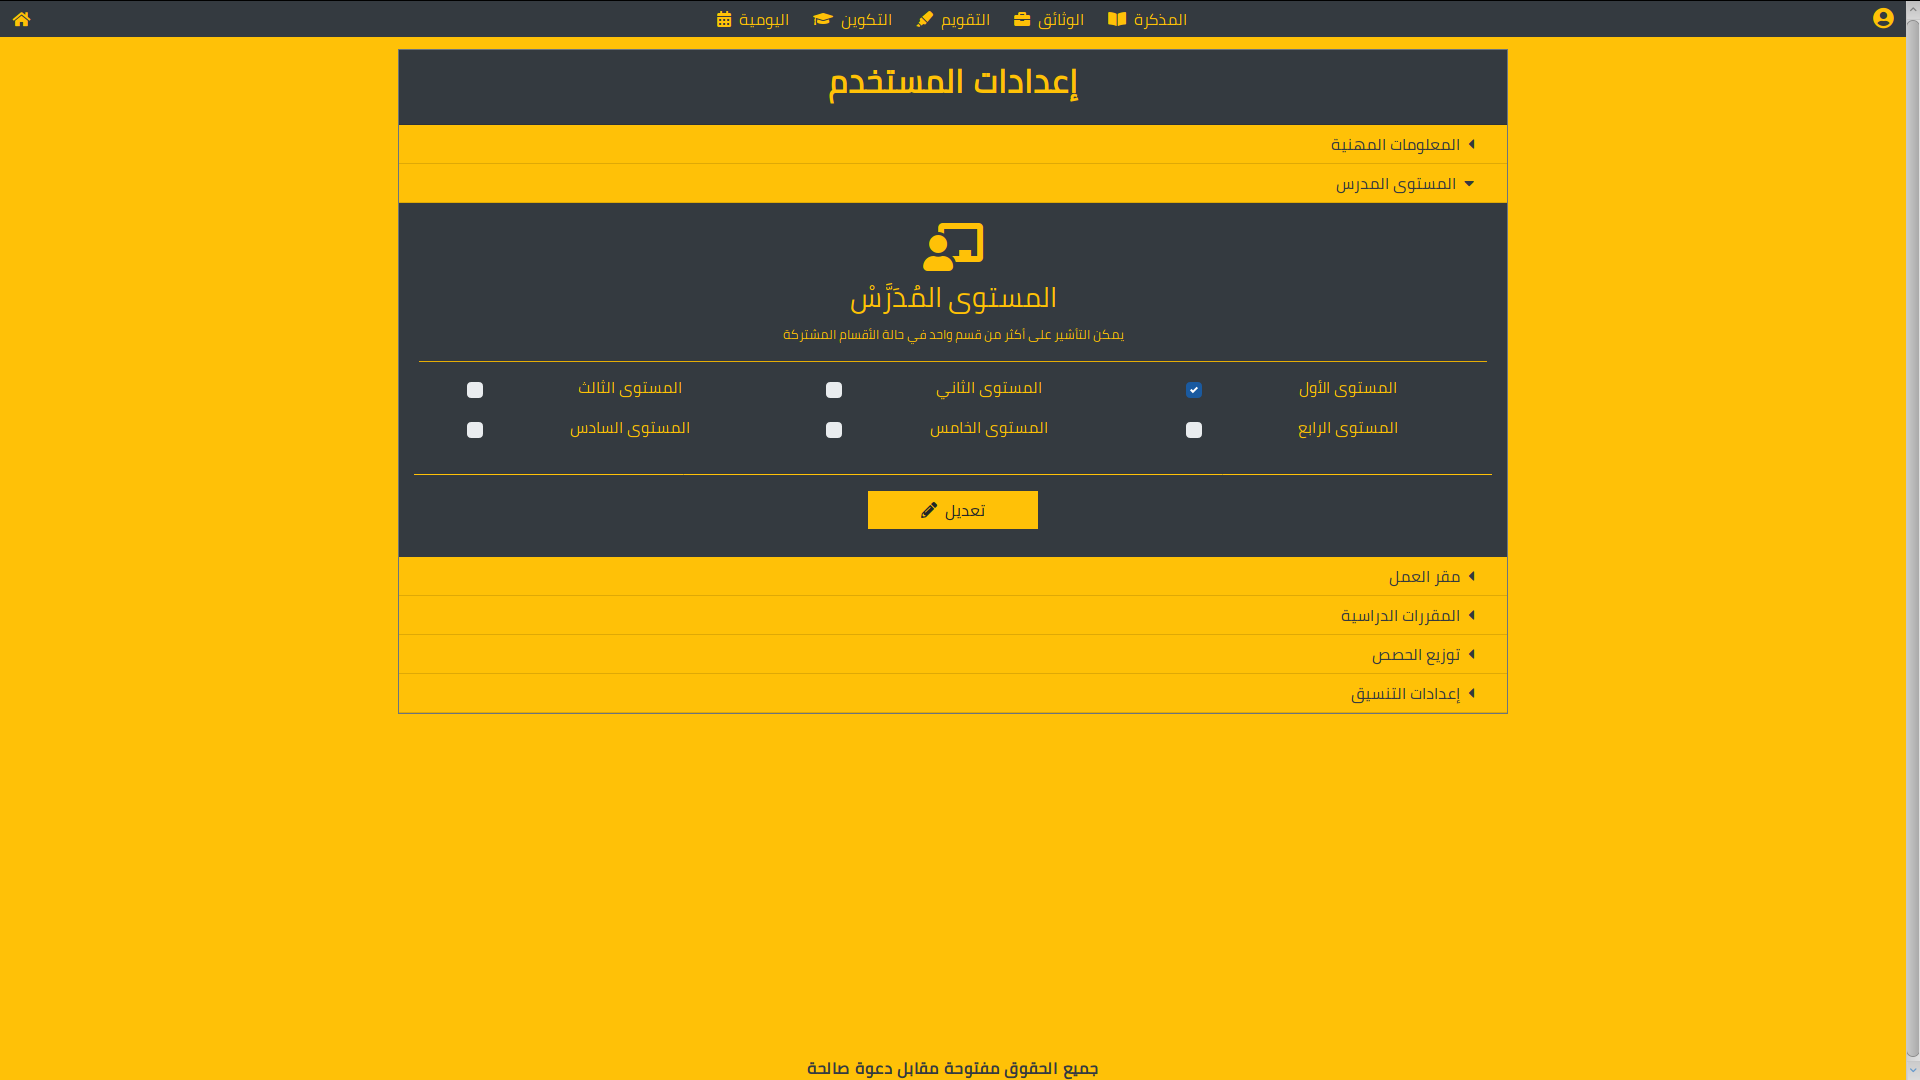 المذكرة الوثائق التقويم التكوين اليومية
إعدادات المستخدم
المعلومات المهنية
المستوى المدرس
المستوى المُدَرَّسْ
يمكن التأشير على أكثر من قسم واحد في حالة الأقسام المشتركة
المستوى الأول المستوى الثاني المستوى الثالث
المستوى الرابع المستوى الخامس المستوى السادس
تعديل
مقر العمل
المقررات الدراسية
توزيع الحصص
إعدادات التنسيق
جميع الحقوق مفتوحة مقابل دعوة صالحة